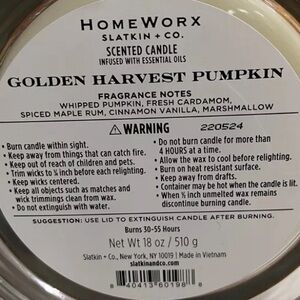 HOMEWORX
SLATKIN + CO.
SCENTED CANDLE
INFUSED WITH ESSENTIAL OILS
GOLDEN HARVEST PUMPKIN
FRAGRANCE NOTES
WHIPPED PUMPKIN, FRESH CARDAMOM,
SPICED MAPLE RUM, CINNAMON VANILLA, MARSHMALLOW
⚠ WARNING
220524
• Burn candle within sight.
• Keep away from things that can catch fire.
• Keep out of reach of children and pets.
• Trim wicks to ¼ inch before each relighting.
• Keep wicks centered.
• Keep all objects such as matches and
wick trimmings clean from wax.
• Do not extinguish with water.
• Do not burn candle for more than
4 HOURS at a time.
• Allow the wax to cool before relighting.
• Burn on heat resistant surface.
• Keep away from drafts.
• Container may be hot when the candle is lit.
• When ½ inch unmelted wax remains
discontinue burning candle.
SUGGESTION: USE LID TO EXTINGUISH CANDLE AFTER BURNING.
Burns 30-55 Hours
Net Wt 18 oz / 510 g
Slatkin + Co., New York, NY 10019 | Made in Vietnam
slatkinandco.com
8 40413 60198